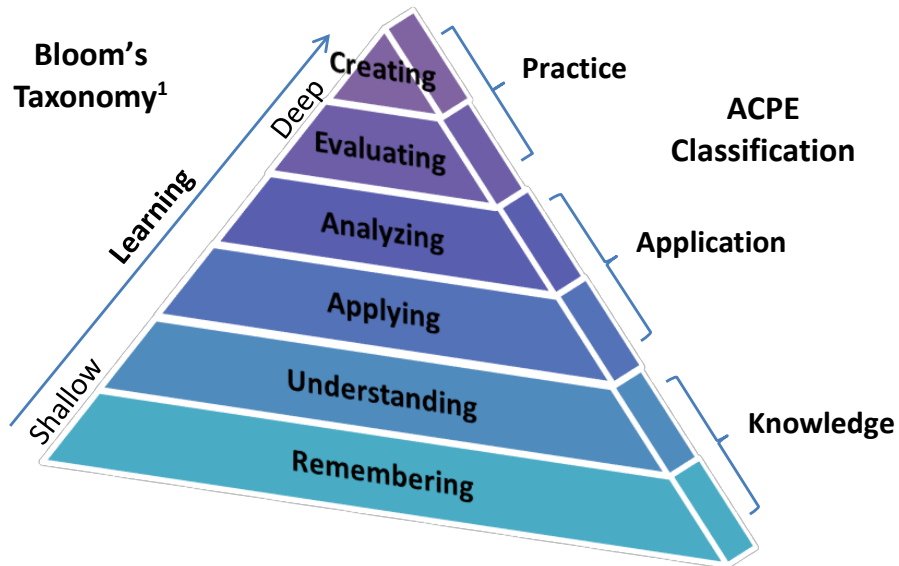 Bloom's
Taxonomy¹
Creating
Practice
Deep
ACPE
Classification
Evaluating
Learning
Analyzing
Application
Applying
Shallow
Understanding
Knowledge
Remembering